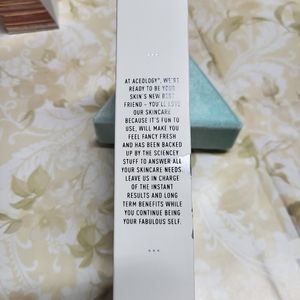 AT ACEOLOGY™, WE'RE
READY TO BE YOUR
SKIN'S NEW BEST
FRIEND – YOU'LL LOVE
OUR SKINCARE
BECAUSE IT'S FUN TO
USE, WILL MAKE YOU
FEEL FANCY FRESH
AND HAS BEEN BACKED
UP BY THE SCIENCEY
STUFF TO ANSWER ALL
YOUR SKINCARE NEEDS.
LEAVE US IN CHARGE
OF THE INSTANT
RESULTS AND LONG
TERM BENEFITS WHILE
YOU CONTINUE BEING
YOUR FABULOUS SELF.